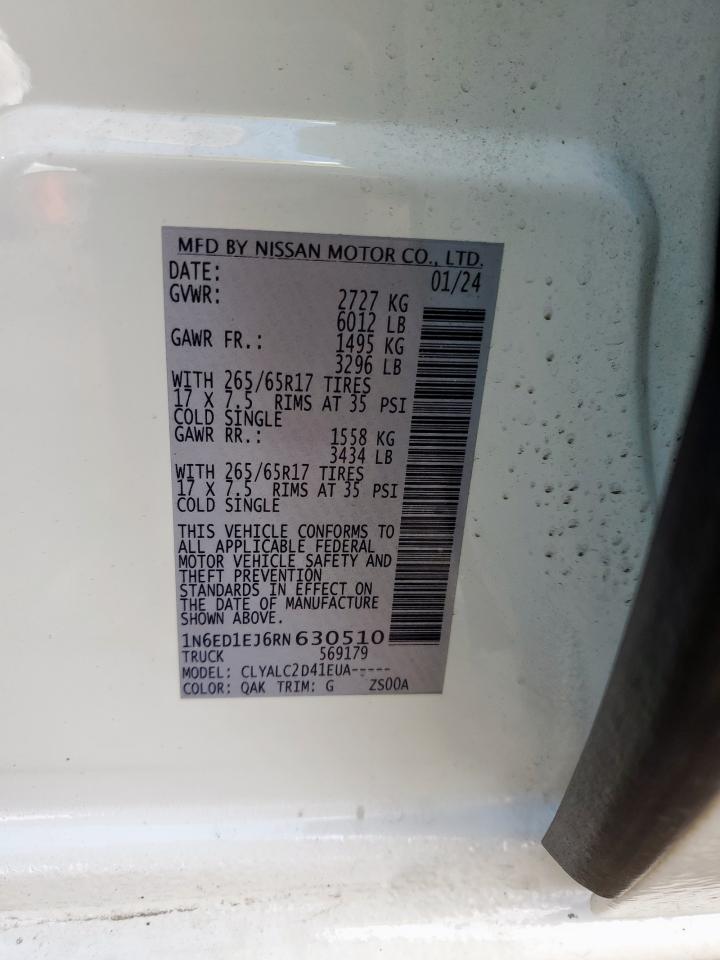 MFD BY NISSAN MOTOR CO., LTD.
DATE: 01/24
GVWR: 2727 KG
6012 LB
GAWR FR.: 1495 KG
3296 LB
WITH 265/65R17 TIRES
17 X 7.5 RIMS AT 35 PSI
COLD SINGLE
GAWR RR.: 1558 KG
3434 LB
WITH 265/65R17 TIRES
17 X 7.5 RIMS AT 35 PSI
COLD SINGLE
THIS VEHICLE CONFORMS TO
ALL APPLICABLE FEDERAL
MOTOR VEHICLE SAFETY AND
THEFT PREVENTION
STANDARDS IN EFFECT ON
THE DATE OF MANUFACTURE
SHOWN ABOVE.
1N6ED1EJ6RN 630510
TRUCK 569179
MODEL: CLYALC2D41EUA-----
COLOR: QAK TRIM: G ZS00A